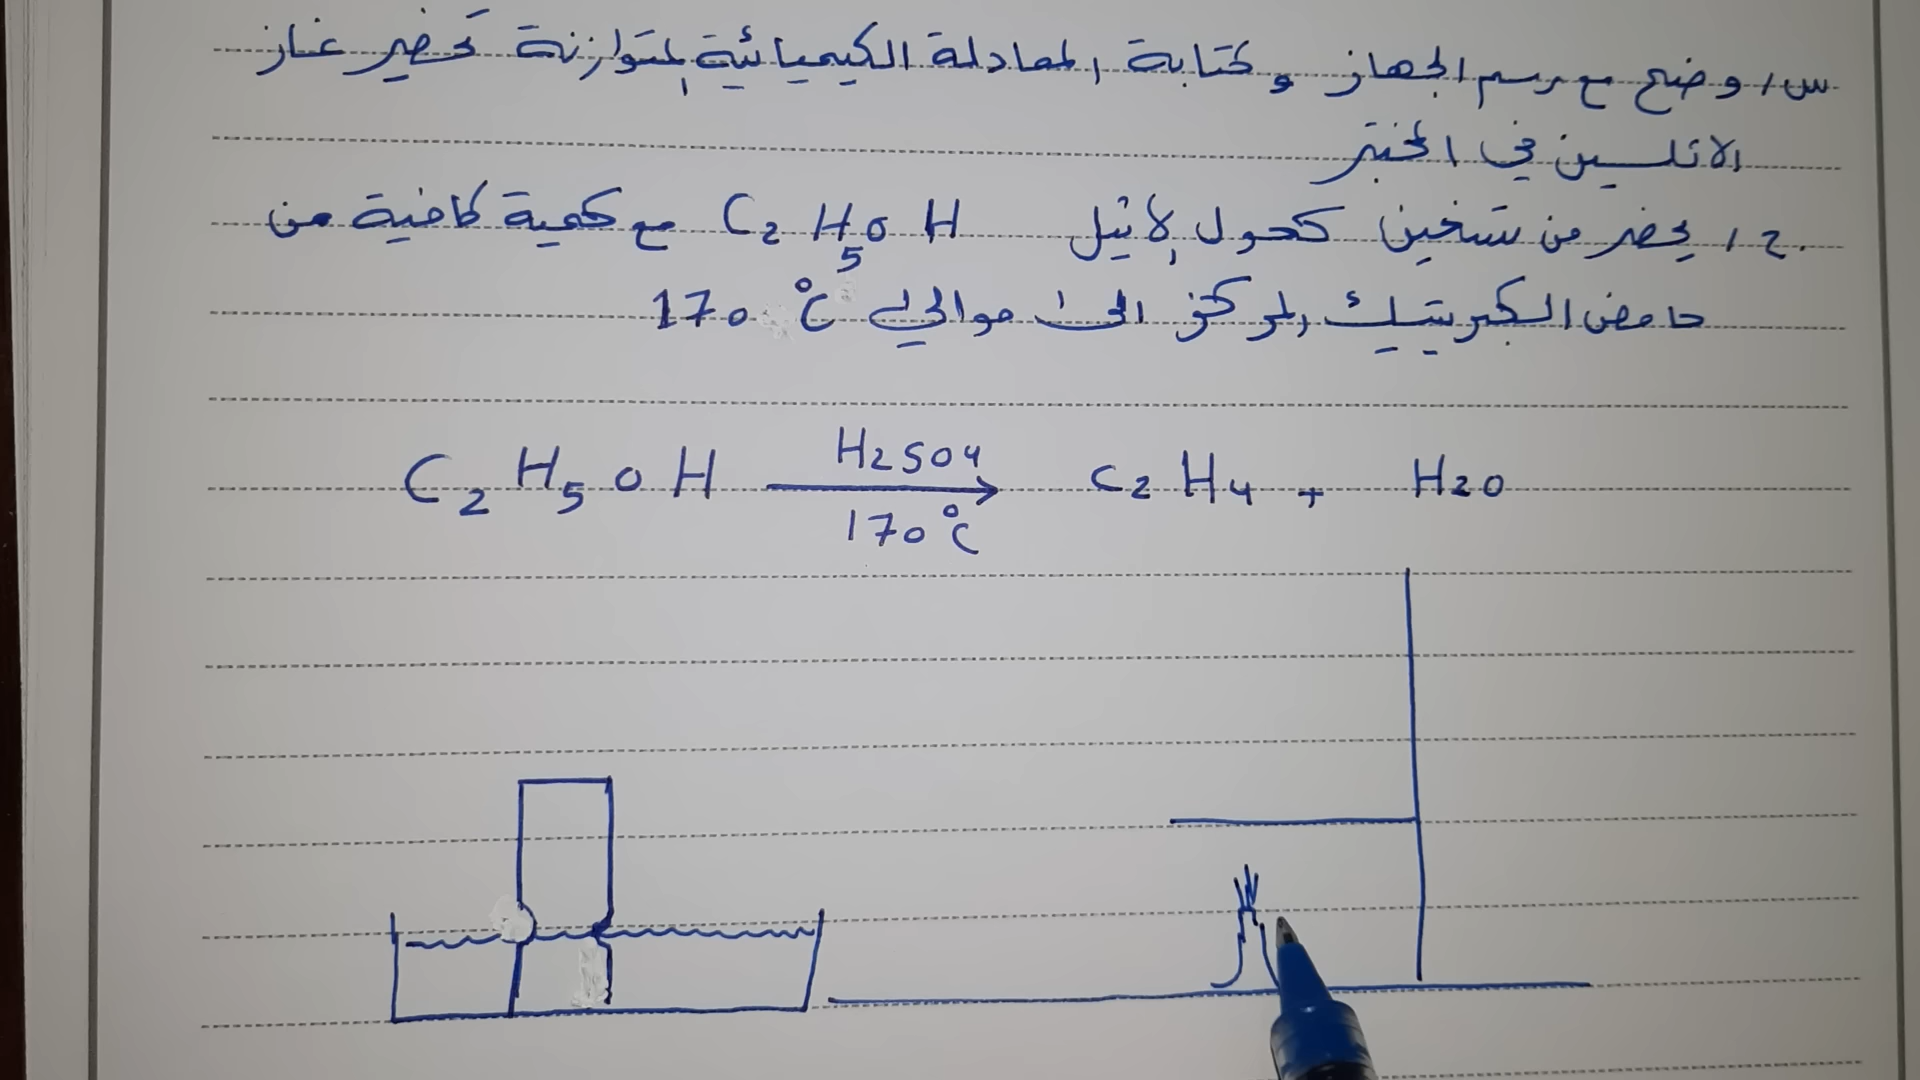 س/ وضح مع رسم الجهاز وكتابة المعادلة الكيميائية المتوازنة تحضير غاز
الاثلين في المختبر
ج/ يحضر من تسخين كحول الاثيل C2H5OH مع كمية كافية من
حامض الكبريتيك المركز الى حوالي 170 °C
C2H5OH H2SO4 170 °C → C2H4 + H2O